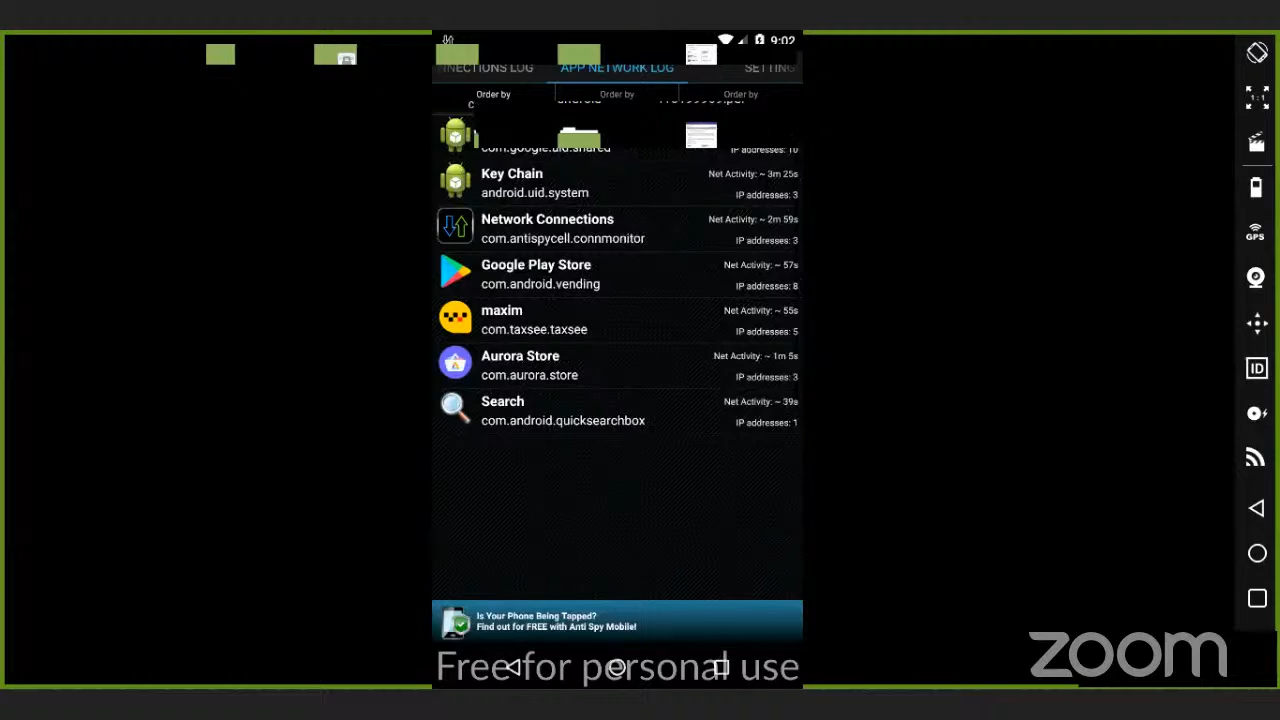 9:02
NECTIONS LOG
APP NETWORK LOG
SETTING
Order by
Order by
Order by
com.google.uid.shared
IP addresses: 10
Key Chain
Net Activity: ~ 3m 25s
android.uid.system
IP addresses: 3
Network Connections
Net Activity: ~ 2m 59s
com.antispycell.connmonitor
IP addresses: 3
Google Play Store
Net Activity: ~ 57s
com.android.vending
IP addresses: 8
maxim
Net Activity: ~ 55s
com.taxsee.taxsee
IP addresses: 5
Aurora Store
Net Activity: ~ 1m 5s
com.aurora.store
IP addresses: 3
Search
Net Activity: ~ 39s
com.android.quicksearchbox
IP addresses: 1
Is Your Phone Being Tapped?
Find out for FREE with Anti Spy Mobile!
Free for personal use
1:1
GPS
ID
zoom